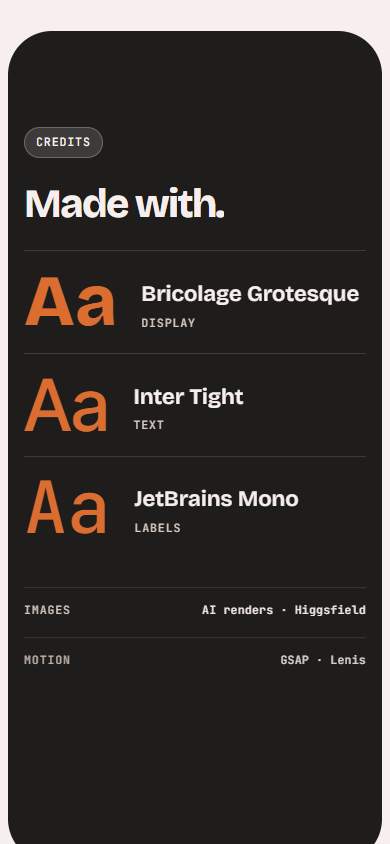 CREDITS
Made with.
Aa
Bricolage Grotesque
DISPLAY
Aa
Inter Tight
TEXT
Aa
JetBrains Mono
LABELS
IMAGES AI renders · Higgsfield
MOTION GSAP · Lenis